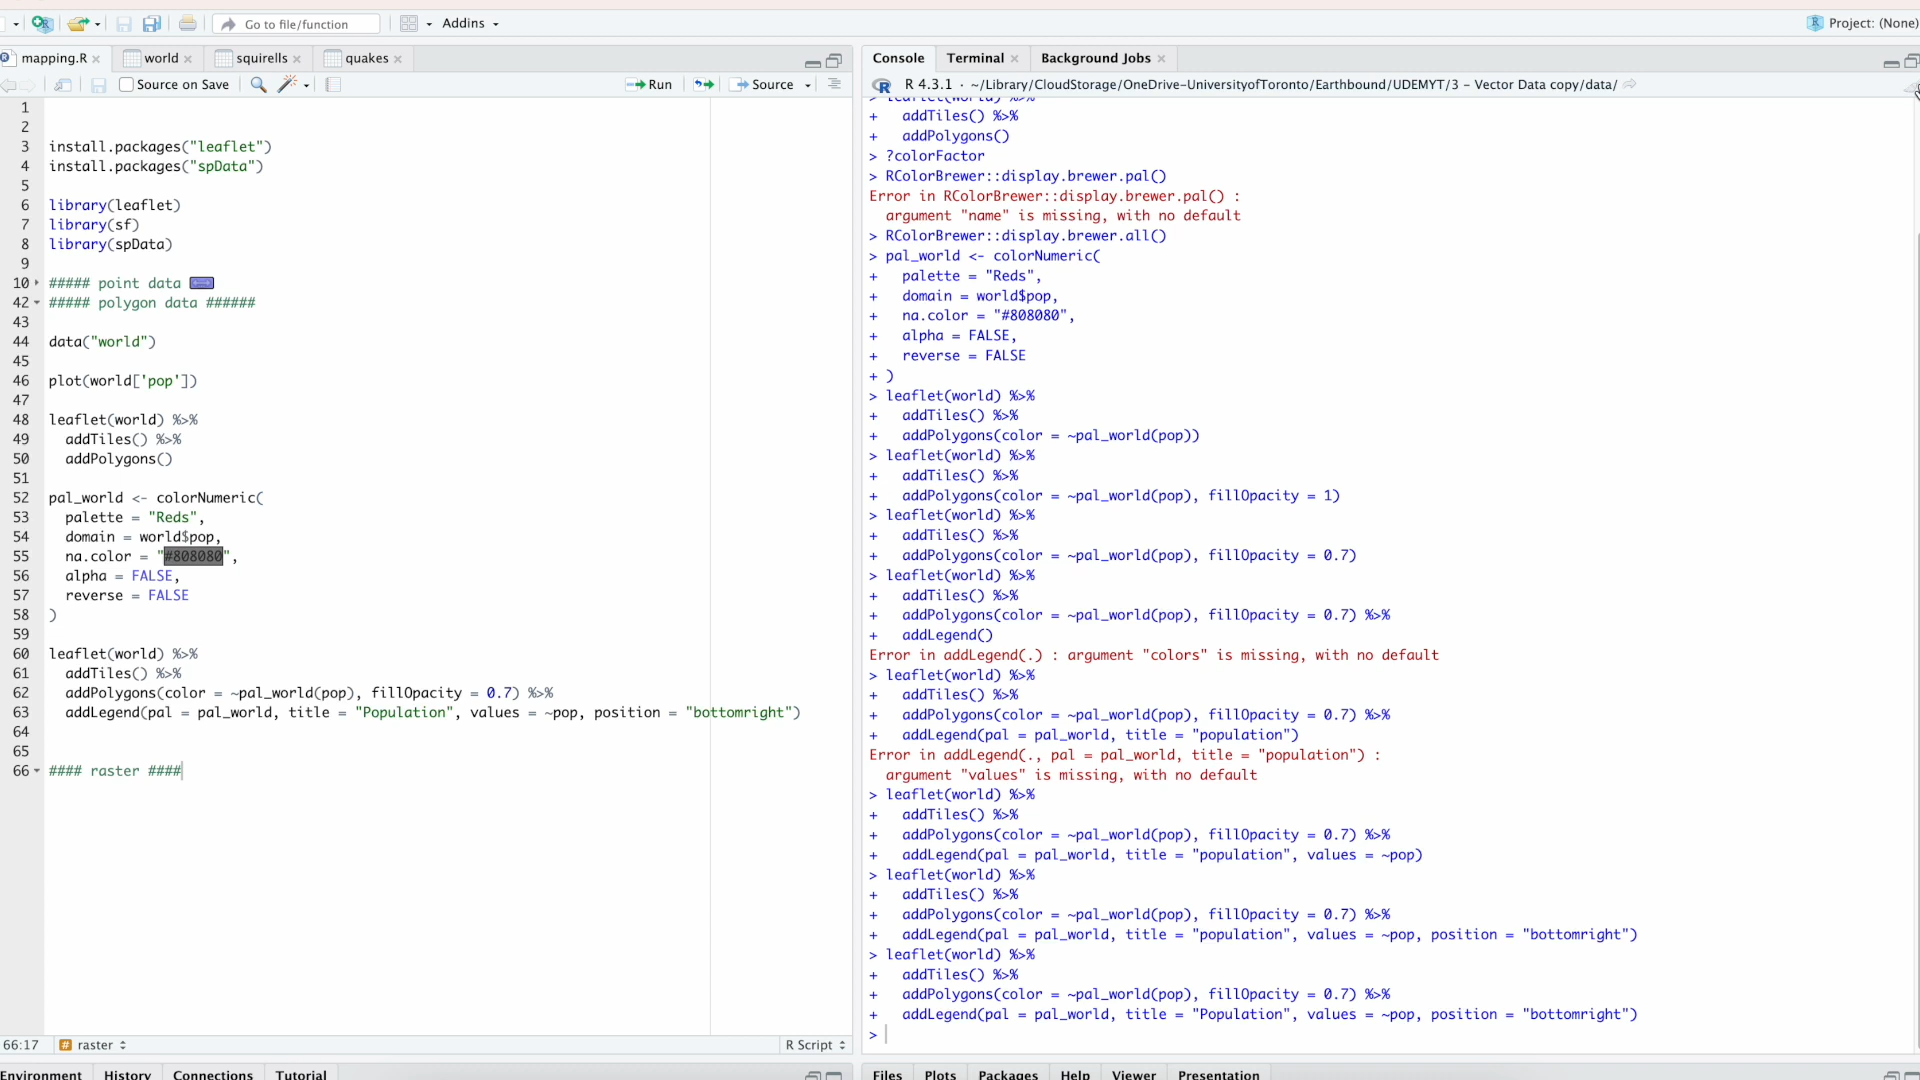 Go to file/function
Addins
Project: (None)
mapping.R
world
squirells
quakes
Source on Save
Run
Source
1
2
3 install.packages("leaflet")
4 install.packages("spData")
5
6 library(leaflet)
7 library(sf)
8 library(spData)
9
10 ##### point data
42 ##### polygon data ######
43
44 data("world")
45
46 plot(world['pop'])
47
48 leaflet(world) %>%
49 addTiles() %>%
50 addPolygons()
51
52 pal_world <- colorNumeric(
53 palette = "Reds",
54 domain = world$pop,
55 na.color = "#808080",
56 alpha = FALSE,
57 reverse = FALSE
58 )
59
60 leaflet(world) %>%
61 addTiles() %>%
62 addPolygons(color = ~pal_world(pop), fillOpacity = 0.7) %>%
63 addLegend(pal = pal_world, title = "Population", values = ~pop, position = "bottomright")
64
65
66 #### raster ####
66:17
raster
R Script
Environment
History
Connections
Tutorial
Console
Terminal
Background Jobs
R 4.3.1 · ~/Library/CloudStorage/OneDrive-UniversityofToronto/Earthbound/UDEMYT/3 - Vector Data copy/data/
> leaflet(world) %>%
+ addTiles() %>%
+ addPolygons()
> ?colorFactor
> RColorBrewer::display.brewer.pal()
Error in RColorBrewer::display.brewer.pal() :
argument "name" is missing, with no default
> RColorBrewer::display.brewer.all()
> pal_world <- colorNumeric(
+ palette = "Reds",
+ domain = world$pop,
+ na.color = "#808080",
+ alpha = FALSE,
+ reverse = FALSE
+ )
> leaflet(world) %>%
+ addTiles() %>%
+ addPolygons(color = ~pal_world(pop))
> leaflet(world) %>%
+ addTiles() %>%
+ addPolygons(color = ~pal_world(pop), fillOpacity = 1)
> leaflet(world) %>%
+ addTiles() %>%
+ addPolygons(color = ~pal_world(pop), fillOpacity = 0.7)
> leaflet(world) %>%
+ addTiles() %>%
+ addPolygons(color = ~pal_world(pop), fillOpacity = 0.7) %>%
+ addLegend()
Error in addLegend(.) : argument "colors" is missing, with no default
> leaflet(world) %>%
+ addTiles() %>%
+ addPolygons(color = ~pal_world(pop), fillOpacity = 0.7) %>%
+ addLegend(pal = pal_world, title = "population")
Error in addLegend(., pal = pal_world, title = "population") :
argument "values" is missing, with no default
> leaflet(world) %>%
+ addTiles() %>%
+ addPolygons(color = ~pal_world(pop), fillOpacity = 0.7) %>%
+ addLegend(pal = pal_world, title = "population", values = ~pop)
> leaflet(world) %>%
+ addTiles() %>%
+ addPolygons(color = ~pal_world(pop), fillOpacity = 0.7) %>%
+ addLegend(pal = pal_world, title = "population", values = ~pop, position = "bottomright")
> leaflet(world) %>%
+ addTiles() %>%
+ addPolygons(color = ~pal_world(pop), fillOpacity = 0.7) %>%
+ addLegend(pal = pal_world, title = "Population", values = ~pop, position = "bottomright")
>
Files
Plots
Packages
Help
Viewer
Presentation